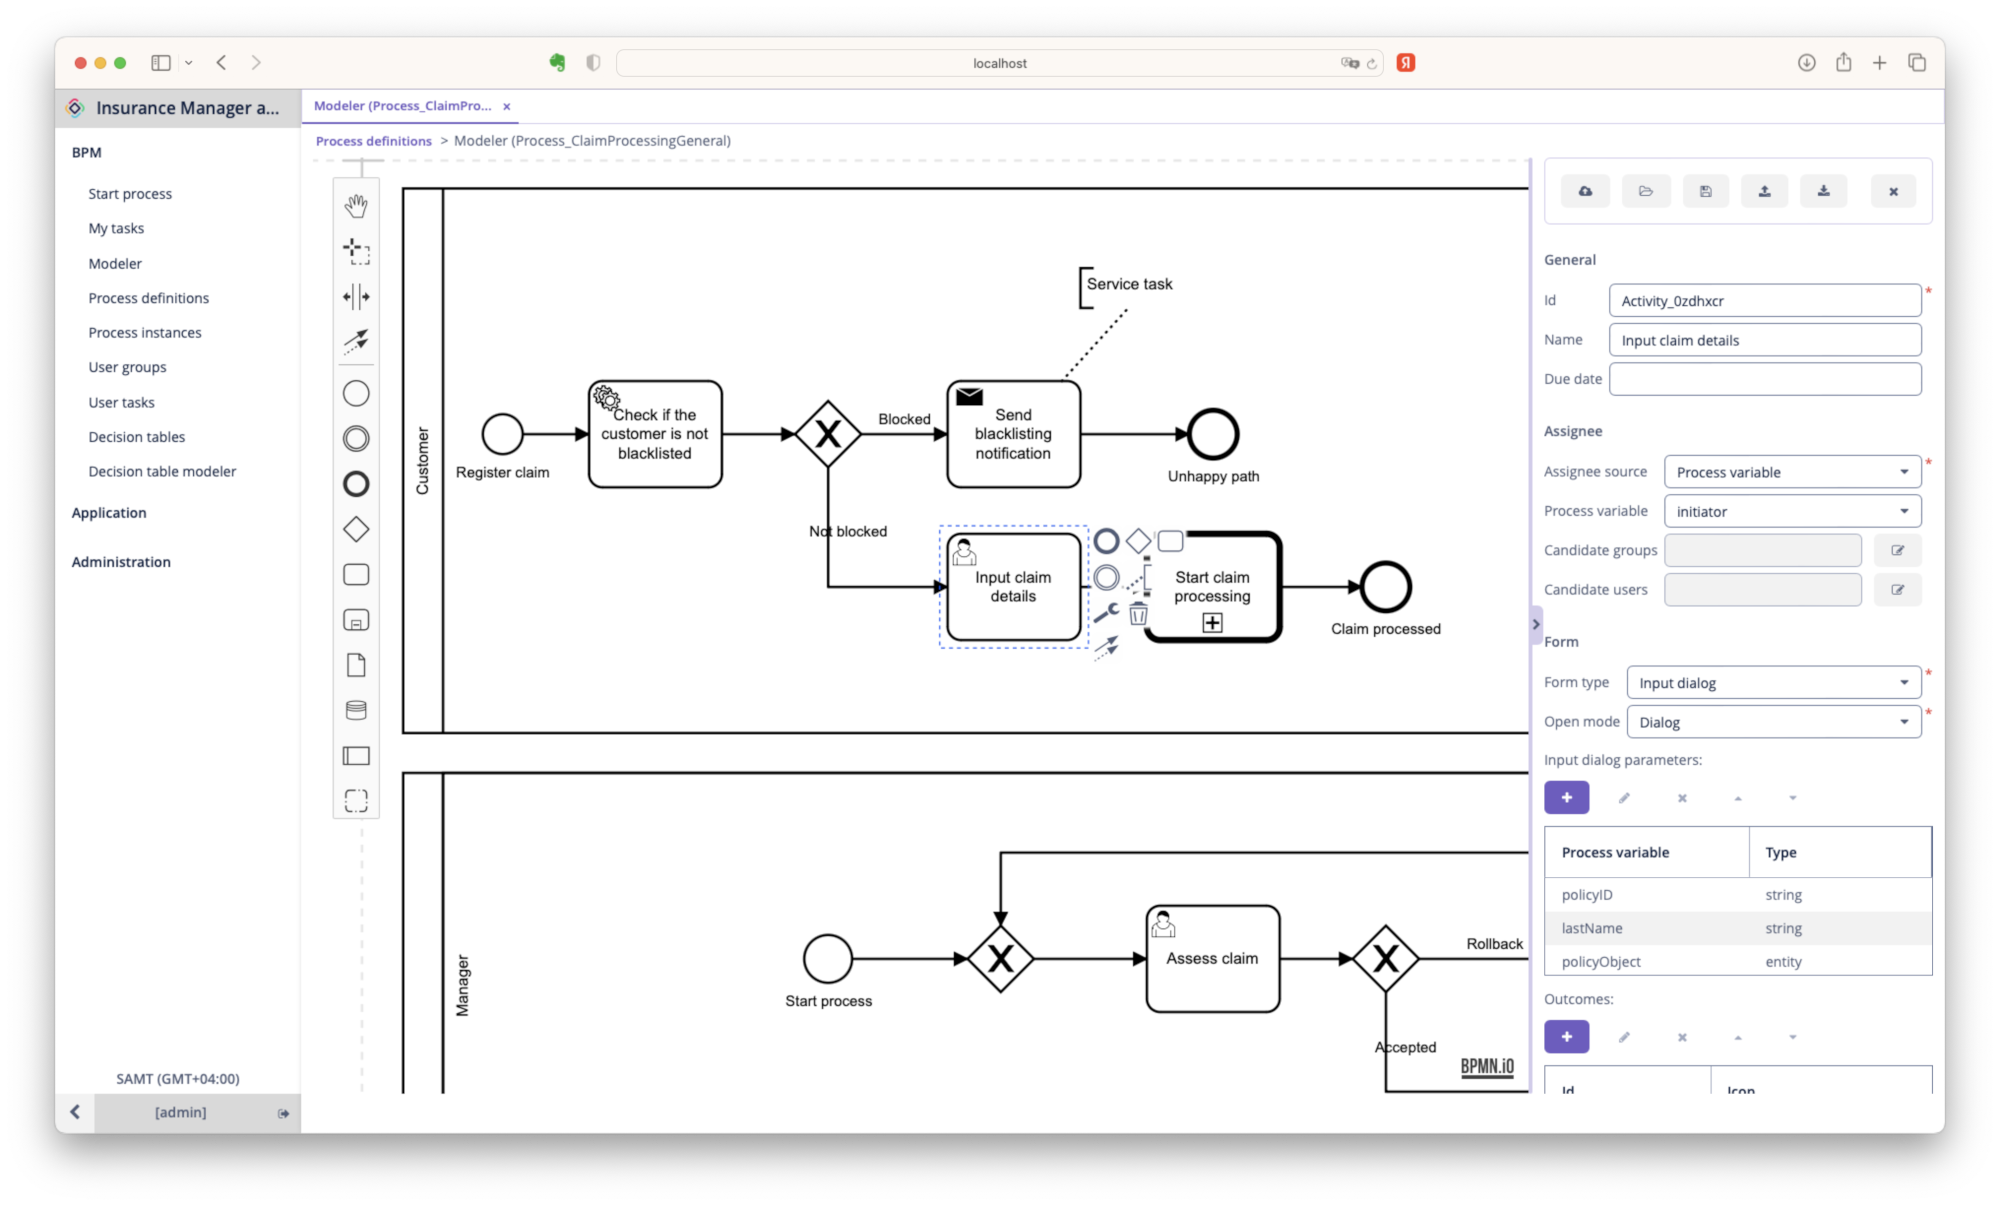 localhost
Я
Insurance Manager a...
Modeler (Process_ClaimPro... ×
Process definitions > Modeler (Process_ClaimProcessingGeneral)
BPM
Start process
My tasks
Modeler
Process definitions
Process instances
User groups
User tasks
Decision tables
Decision table modeler
Application
Administration
SAMT (GMT+04:00)
[admin]
Customer
Register claim
Check if the
customer is not
blacklisted
Blocked
Send
blacklisting
notification
Service task
Unhappy path
Not blocked
Input claim
details
Start claim
processing
Claim processed
Manager
Start process
Assess claim
Rollback
Accepted
BPMN.iO
General
Id Activity_0zdhxcr *
Name Input claim details
Due date
Assignee
Assignee source Process variable *
Process variable initiator
Candidate groups
Candidate users
Form
Form type Input dialog *
Open mode Dialog *
Input dialog parameters:
Process variable Type
policyID string
lastName string
policyObject entity
Outcomes:
Id Icon